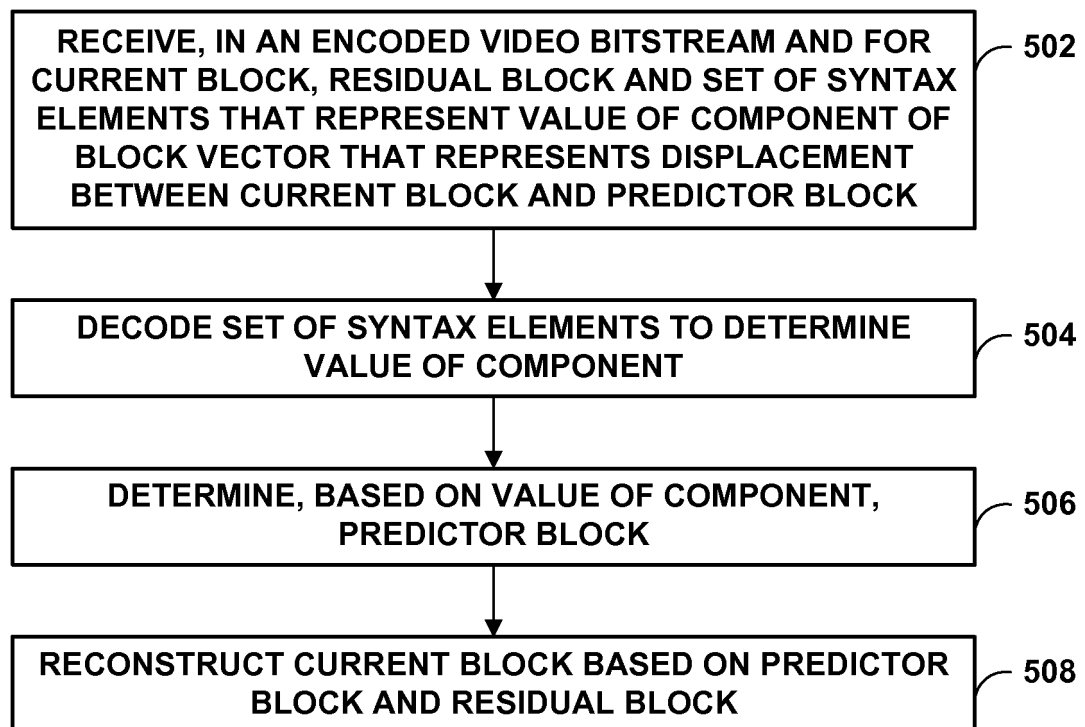 RECEIVE, IN AN ENCODED VIDEO BITSTREAM AND FOR
CURRENT BLOCK, RESIDUAL BLOCK AND SET OF SYNTAX
ELEMENTS THAT REPRESENT VALUE OF COMPONENT OF
BLOCK VECTOR THAT REPRESENTS DISPLACEMENT
BETWEEN CURRENT BLOCK AND PREDICTOR BLOCK
502
DECODE SET OF SYNTAX ELEMENTS TO DETERMINE
VALUE OF COMPONENT
504
DETERMINE, BASED ON VALUE OF COMPONENT,
PREDICTOR BLOCK
506
RECONSTRUCT CURRENT BLOCK BASED ON PREDICTOR
BLOCK AND RESIDUAL BLOCK
508